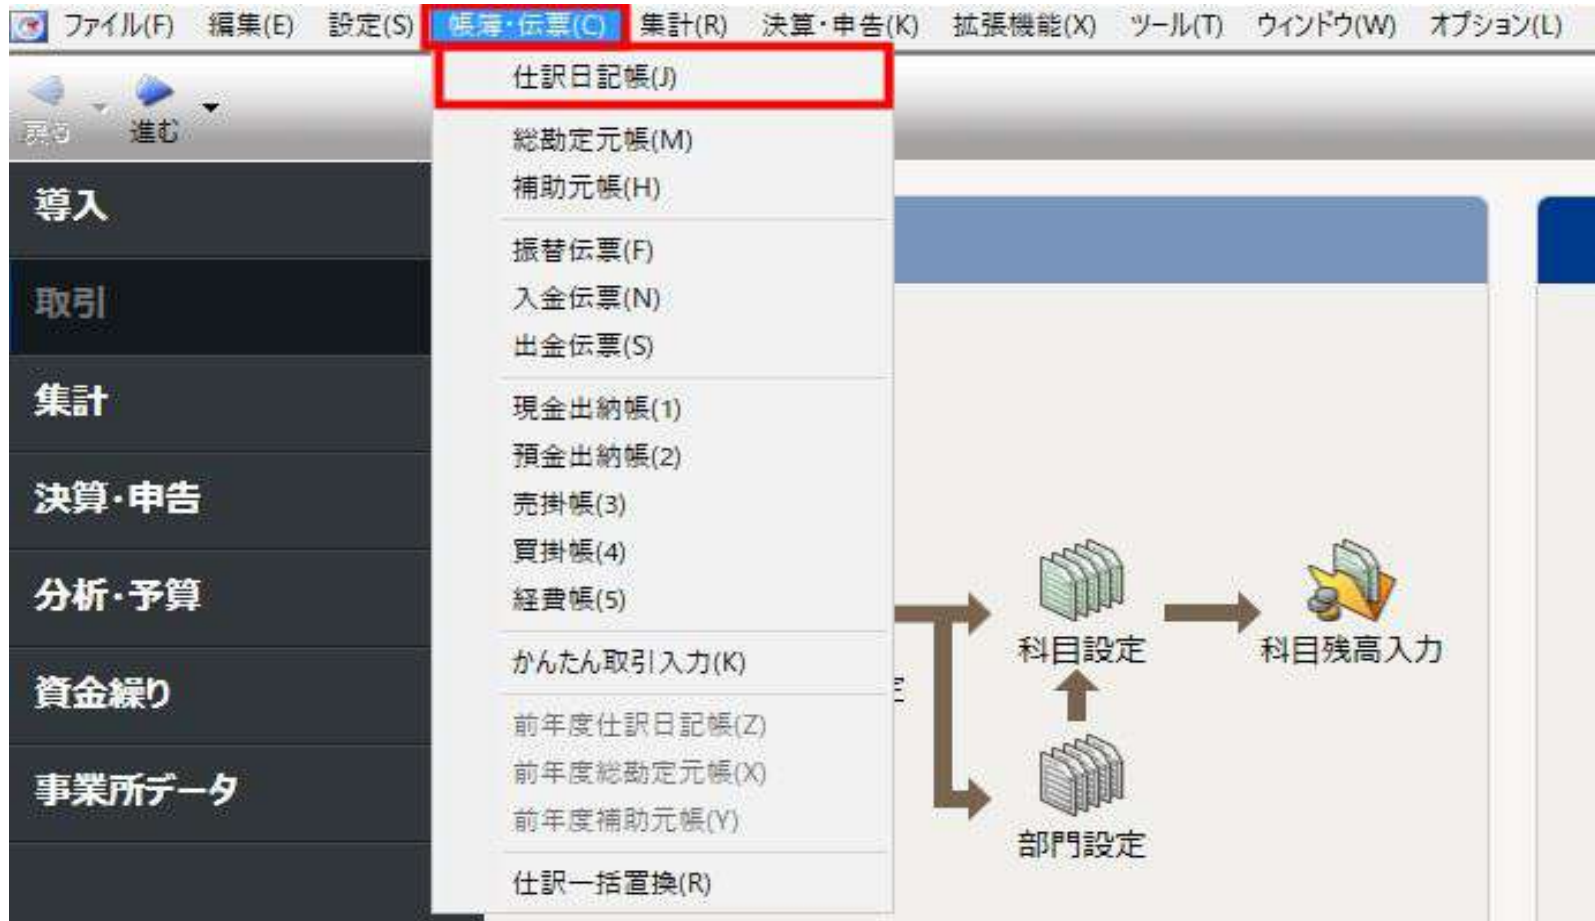 ファイル(F) 編集(E) 設定(S) 帳簿・伝票(C) 集計(R) 決算・申告(K) 拡張機能(X) ツール(T) ウィンドウ(W) オプション(L)
戻る 進む
導入
取引
集計
決算・申告
分析・予算
資金繰り
事業所データ
仕訳日記帳(J)
総勘定元帳(M)
補助元帳(H)
振替伝票(F)
入金伝票(N)
出金伝票(S)
現金出納帳(1)
預金出納帳(2)
売掛帳(3)
買掛帳(4)
経費帳(5)
かんたん取引入力(K)
前年度仕訳日記帳(Z)
前年度総勘定元帳(X)
前年度補助元帳(Y)
仕訳一括置換(R)
科目設定
科目残高入力
部門設定